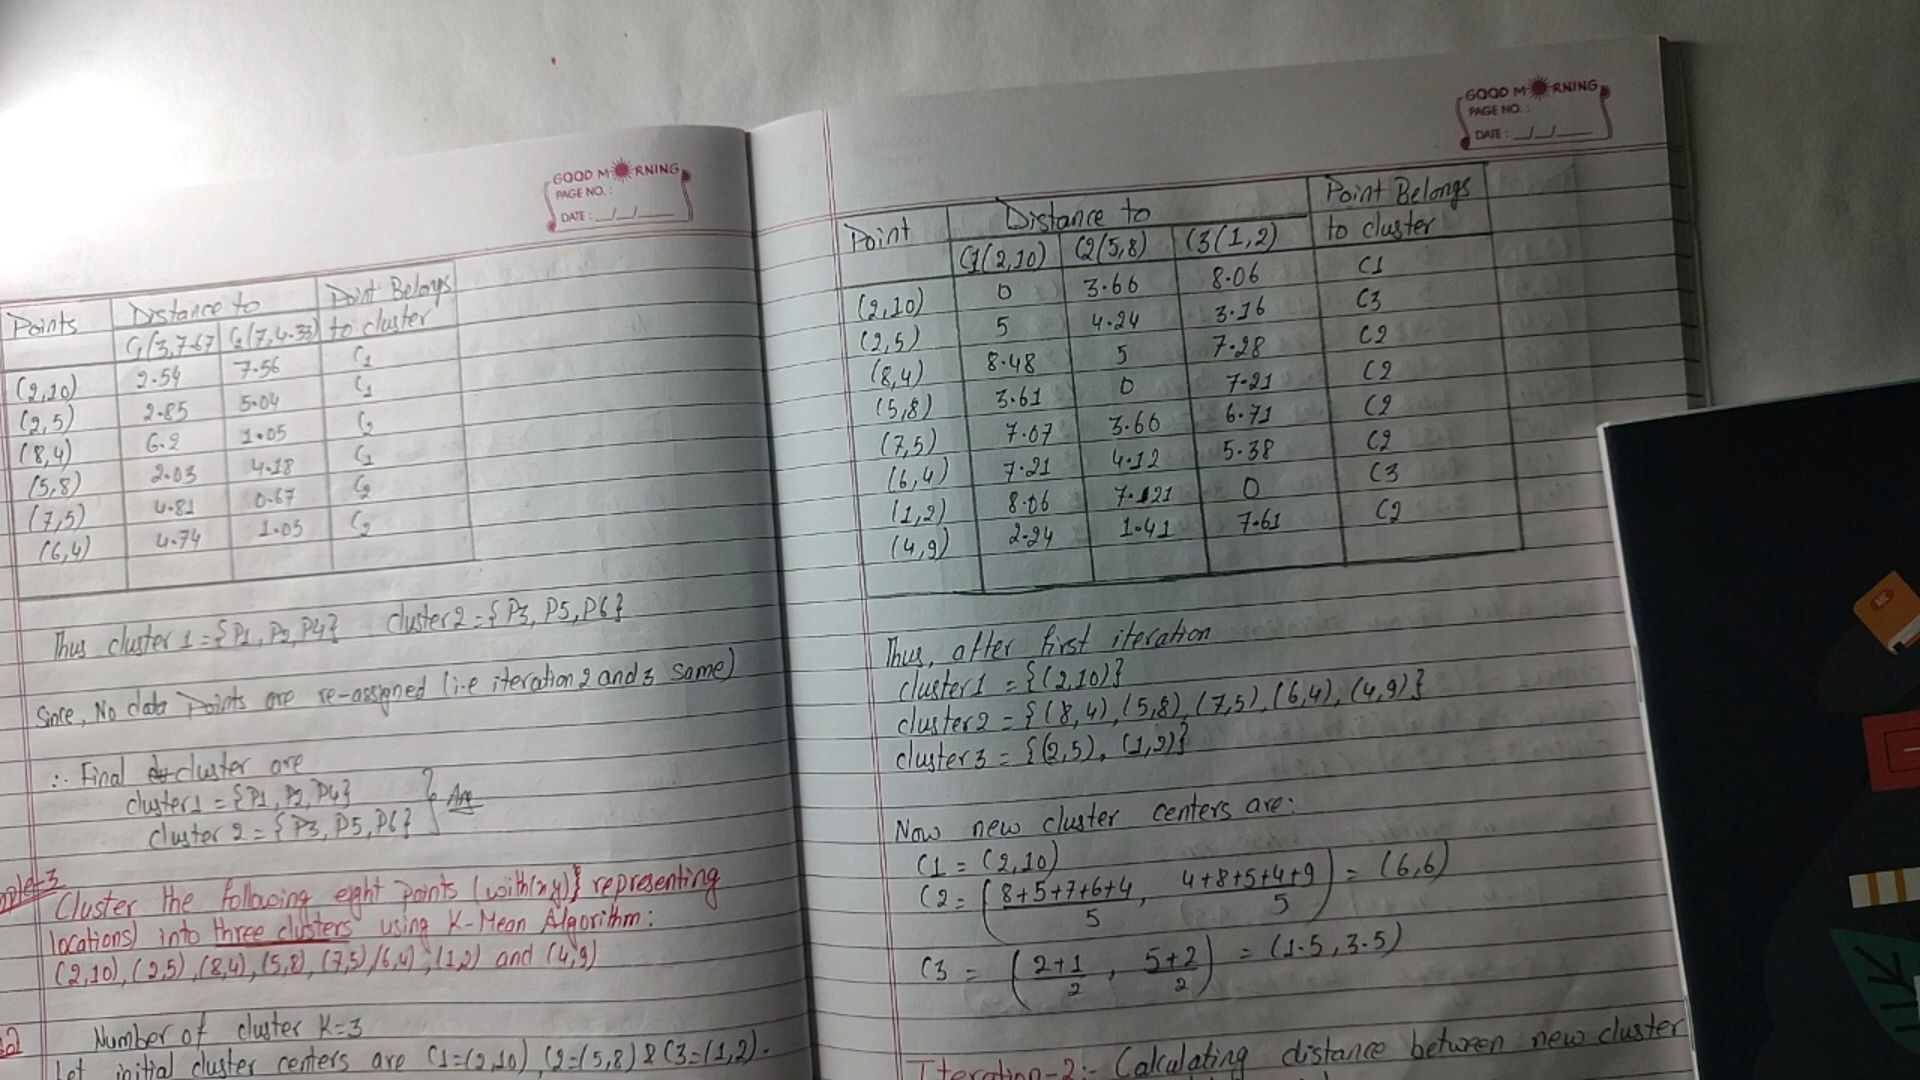 GOOD MORNING
PAGE NO. :
DATE : __/__/____
Points | Distance to | Point Belongs to cluster
C1(3,7.67) | C2(7,4.33)
(2,10) | 2.54 | 7.56 | C1
(2,5) | 2.85 | 5.04 | C1
(8,4) | 6.2 | 1.05 | C2
(5,8) | 2.03 | 4.18 | C1
(7,5) | 4.81 | 0.67 | C2
(6,4) | 4.74 | 1.05 | C2
Thus cluster 1 = {P1, P2, P4} cluster 2 = {P3, P5, P6}
Since, No data Points are re-assigned (i.e iteration 2 and 3 same)
∴ Final cluster are
cluster1 = {P1, P2, P4}
cluster 2 = {P3, P5, P6} } Ans
Cluster the following eight points (with(x,y)} representing
locations) into three clusters using K-Mean Algorithm:
(2,10), (2,5), (8,4), (5,8), (7,5), (6,4), (1,2) and (4,9)
Number of cluster K=3
Let initial cluster centers are C1=(2,10), C2=(5,8) & C3=(1,2).
GOOD MORNING
PAGE NO. :
DATE : __/__/____
Point | Distance to | Point Belongs to cluster
C1(2,10) | C2(5,8) | C3(1,2)
(2,10) | 0 | 3.66 | 8.06 | C1
(2,5) | 5 | 4.24 | 3.16 | C3
(8,4) | 8.48 | 5 | 7.28 | C2
(5,8) | 3.61 | 0 | 7.21 | C2
(7,5) | 7.07 | 3.60 | 6.71 | C2
(6,4) | 7.21 | 4.12 | 5.38 | C2
(1,2) | 8.06 | 7.121 | 0 | C3
(4,9) | 2.24 | 1.41 | 7.61 | C2
Thus, after first iteration
cluster1 = {(2,10)}
cluster2 = {(8,4), (5,8), (7,5), (6,4), (4,9)}
cluster3 = {(2,5), (1,2)}
Now new cluster centers are:
C1 = (2,10)
C2 = (8+5+7+6+4/5, 4+8+5+4+9/5) = (6,6)
C3 = (2+1/2, 5+2/2) = (1.5, 3.5)
Iteration-2:- Calculating distance between new cluster